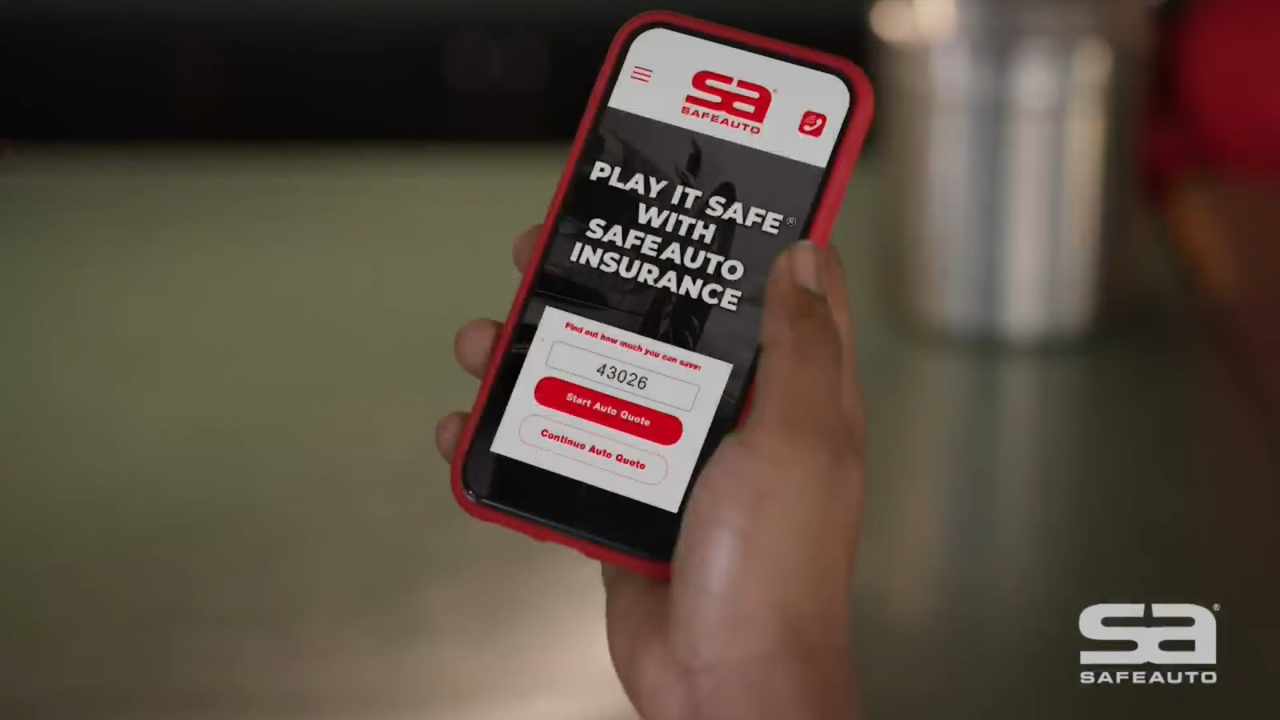 sa®
SAFEAUTO
PLAY IT SAFE®
WITH
SAFEAUTO
INSURANCE
Find out how much you can save!
43026
Start Auto Quote
Continue Auto Quote
sa®
SAFEAUTO